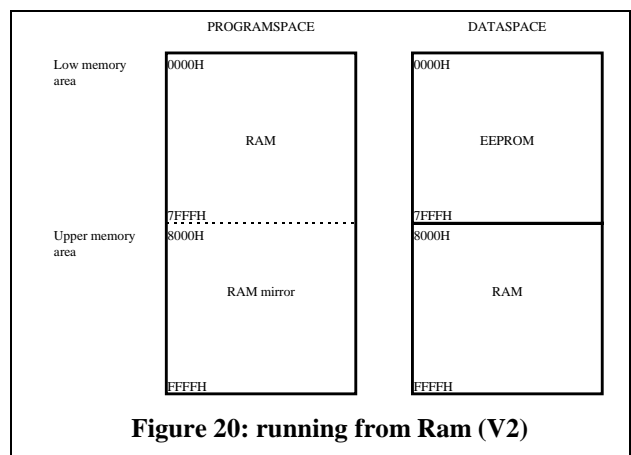 PROGRAMSPACE DATASPACE
Low memory
area
0000H 0000H
RAM EEPROM
7FFFH 7FFFH
Upper memory
area
8000H 8000H
RAM mirror RAM
FFFFH FFFFH
Figure 20: running from Ram (V2)